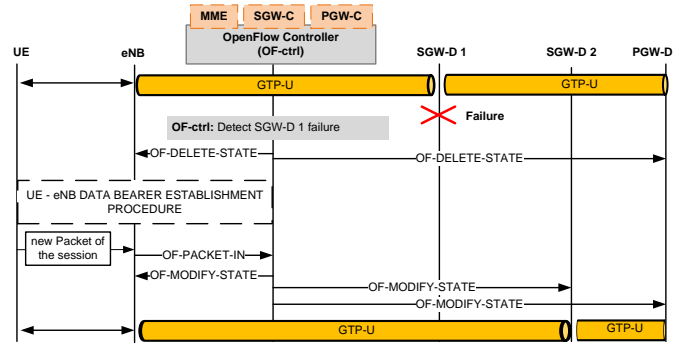 MME SGW-C PGW-C
OpenFlow Controller
(OF-ctrl)
UE eNB SGW-D 1 SGW-D 2 PGW-D
GTP-U GTP-U
Failure
OF-ctrl: Detect SGW-D 1 failure
OF-DELETE-STATE OF-DELETE-STATE
UE - eNB DATA BEARER ESTABLISHMENT
PROCEDURE
new Packet of
the session
OF-PACKET-IN
OF-MODIFY-STATE
OF-MODIFY-STATE
OF-MODIFY-STATE
GTP-U GTP-U